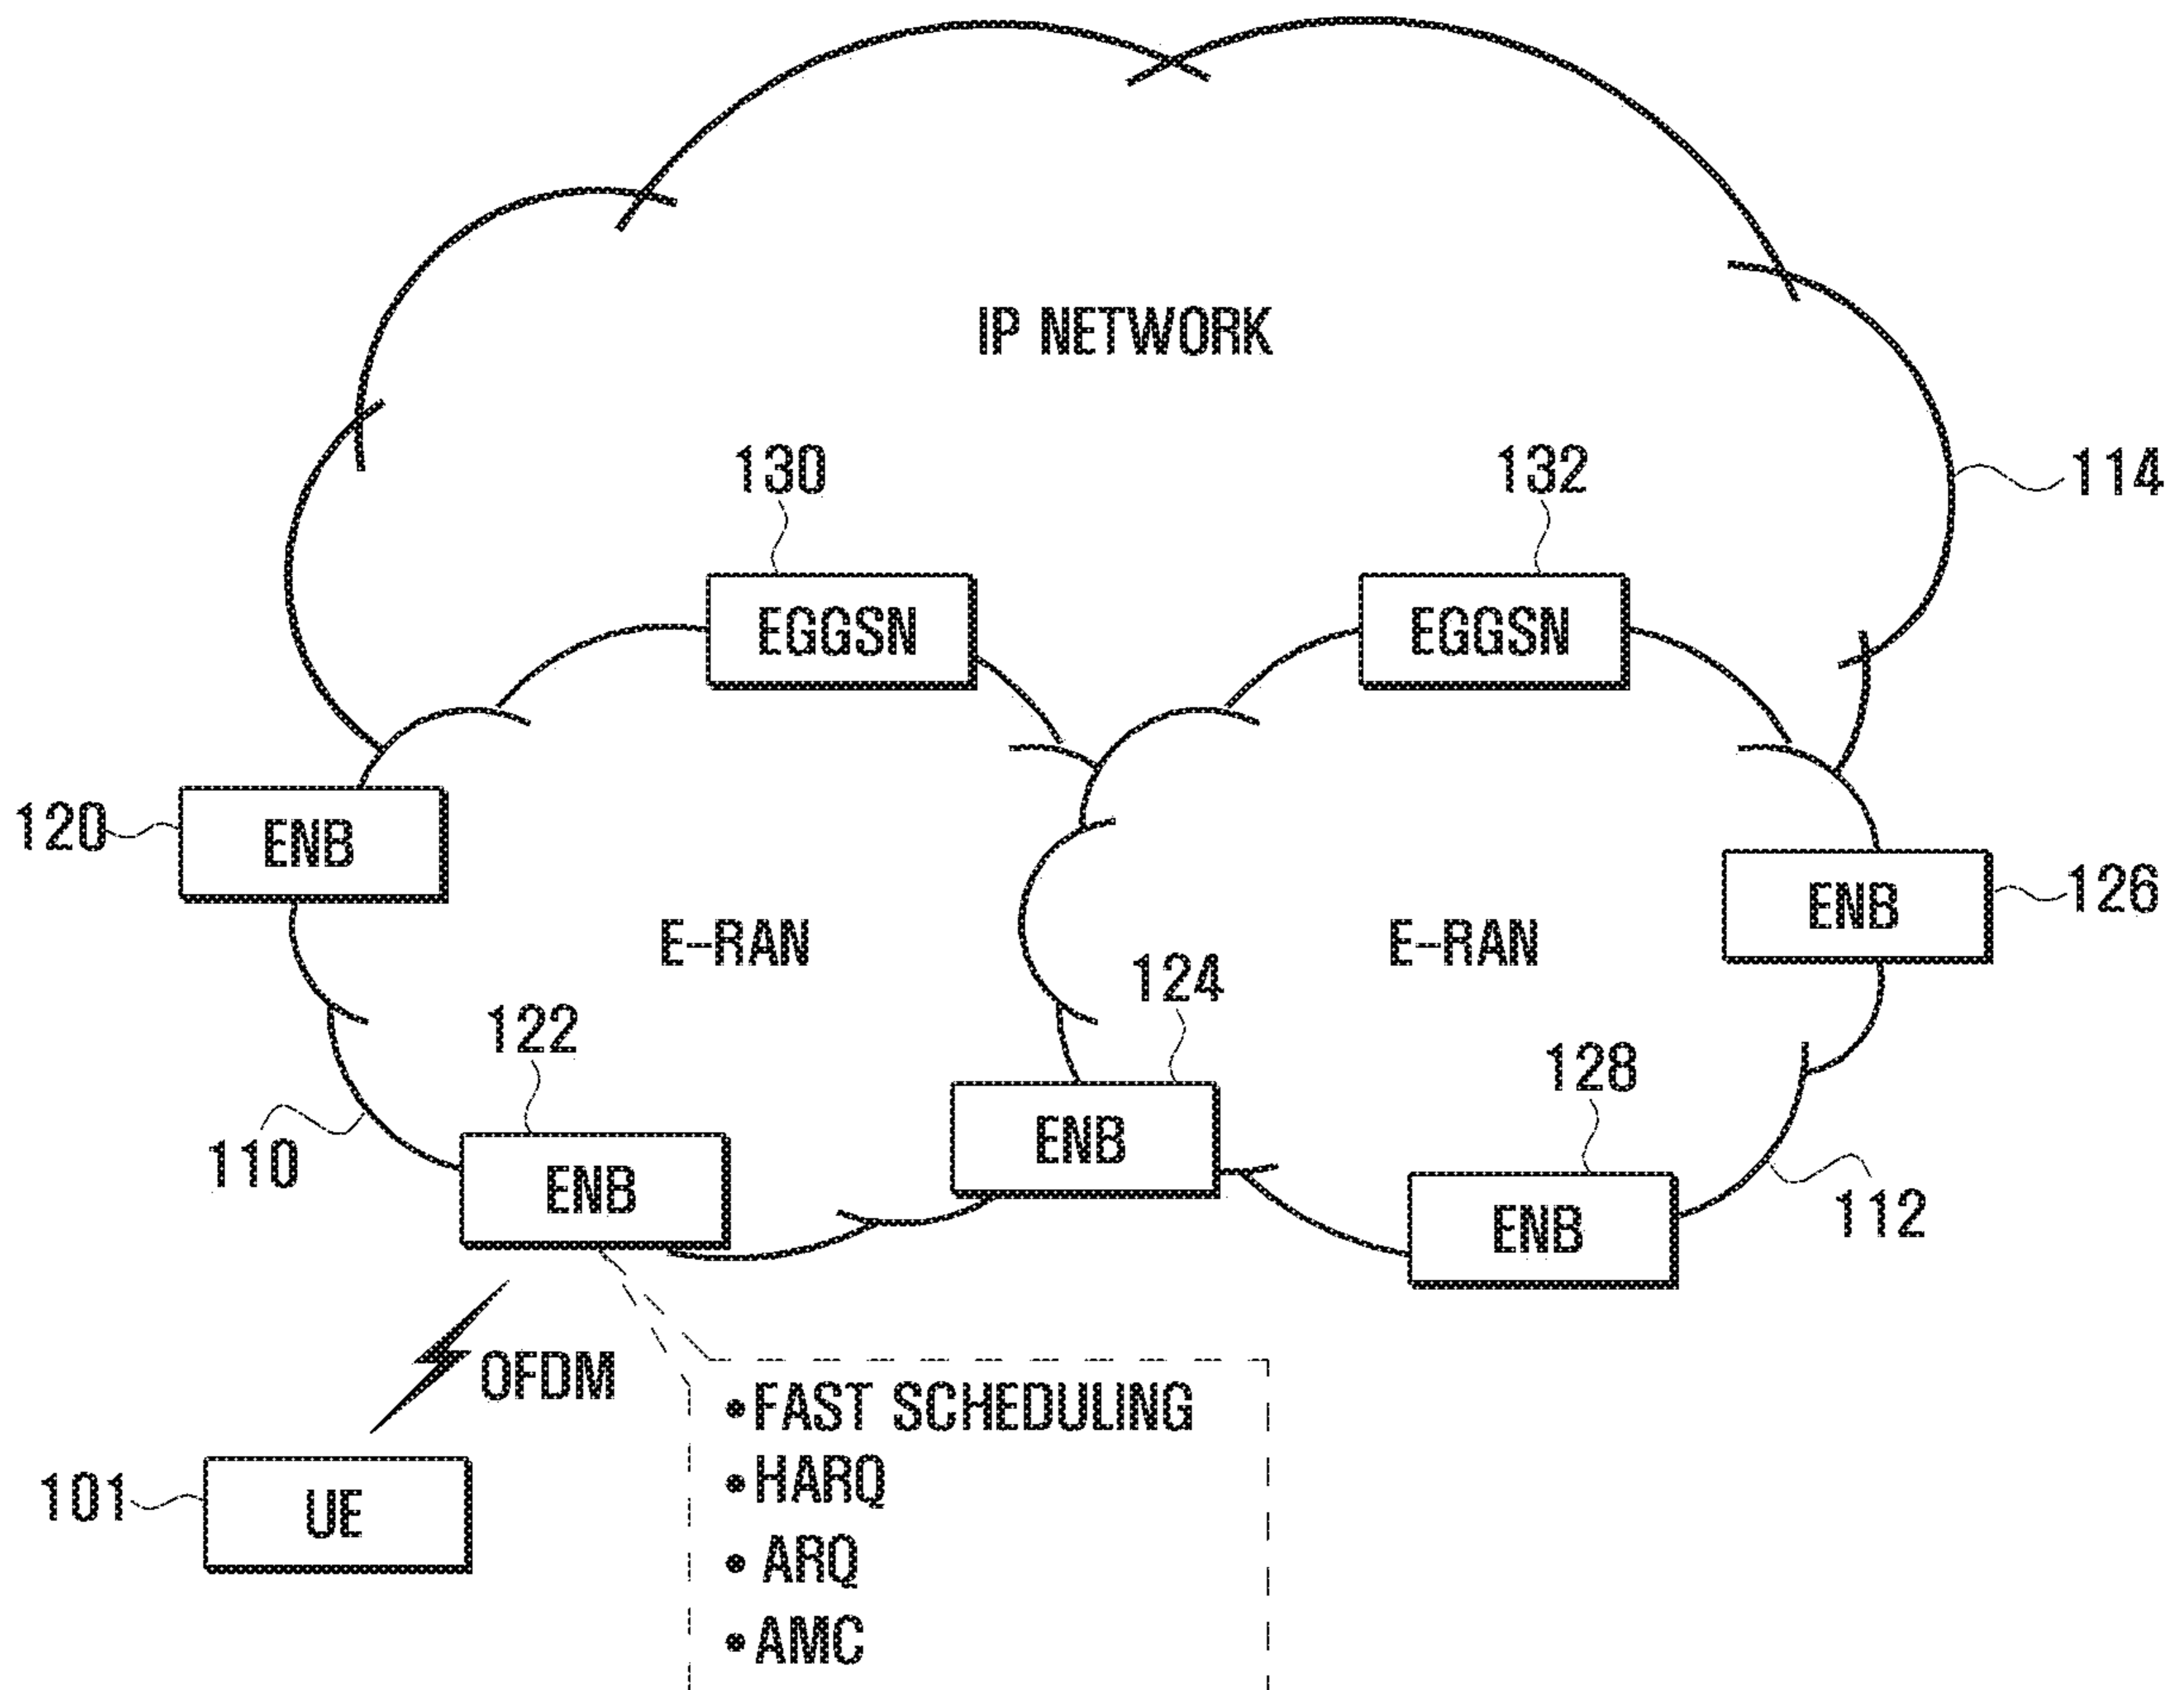 IP NETWORK
130
132
114
EGGSN
EGGSN
120
ENB
ENB
126
E-RAN
E-RAN
124
122
128
ENB
110
ENB
ENB
112
OFDM
•FAST SCHEDULING
•HARQ
• ARQ
•AMC
101
UE